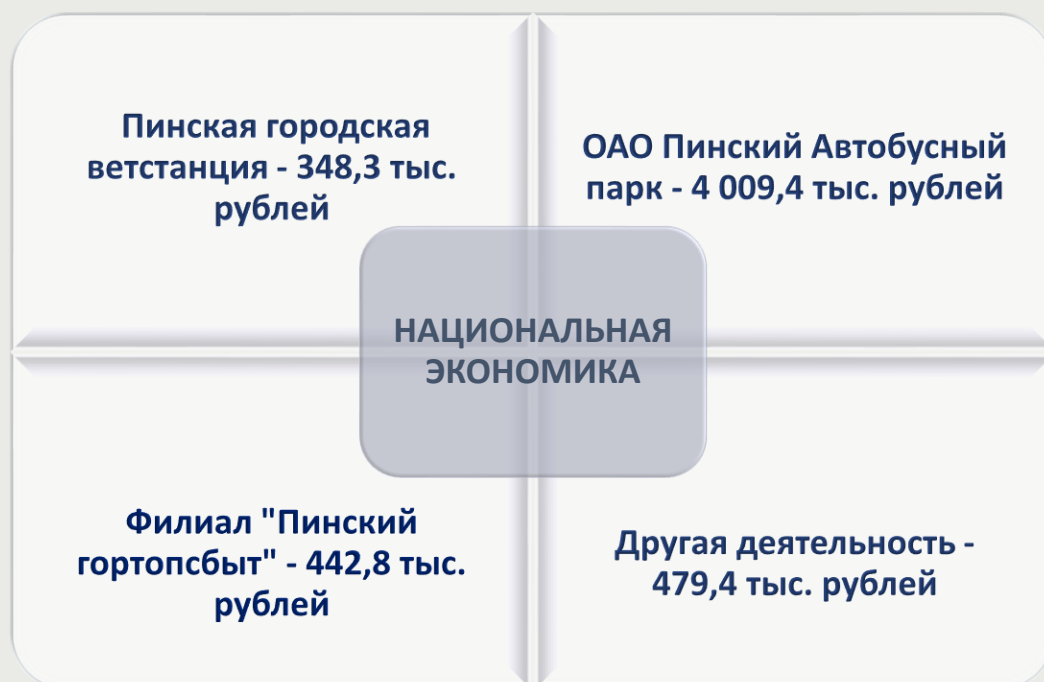 Пинская городская
ветстанция - 348,3 тыс.
рублей
ОАО Пинский Автобусный
парк - 4 009,4 тыс. рублей
НАЦИОНАЛЬНАЯ
ЭКОНОМИКА
Филиал "Пинский
гортопсбыт" - 442,8 тыс.
рублей
Другая деятельность -
479,4 тыс. рублей